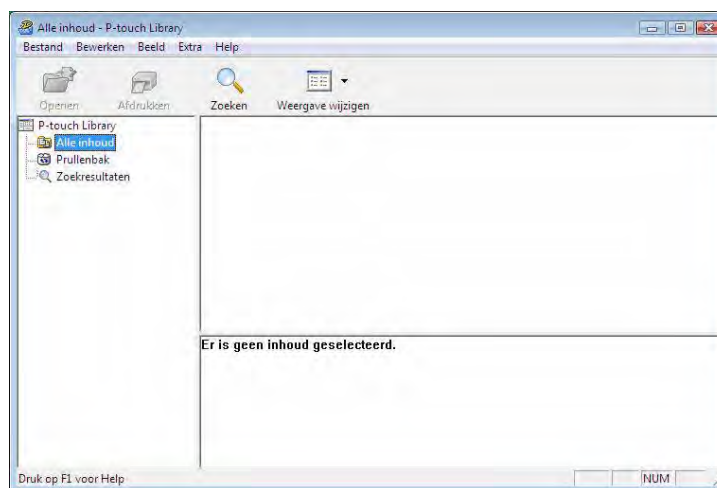 Alle inhoud - P-touch Library
Bestand Bewerken Beeld Extra Help
Openen Afdrukken Zoeken Weergave wijzigen
P-touch Library
Alle inhoud
Prullenbak
Zoekresultaten
Er is geen inhoud geselecteerd.
Druk op F1 voor Help NUM